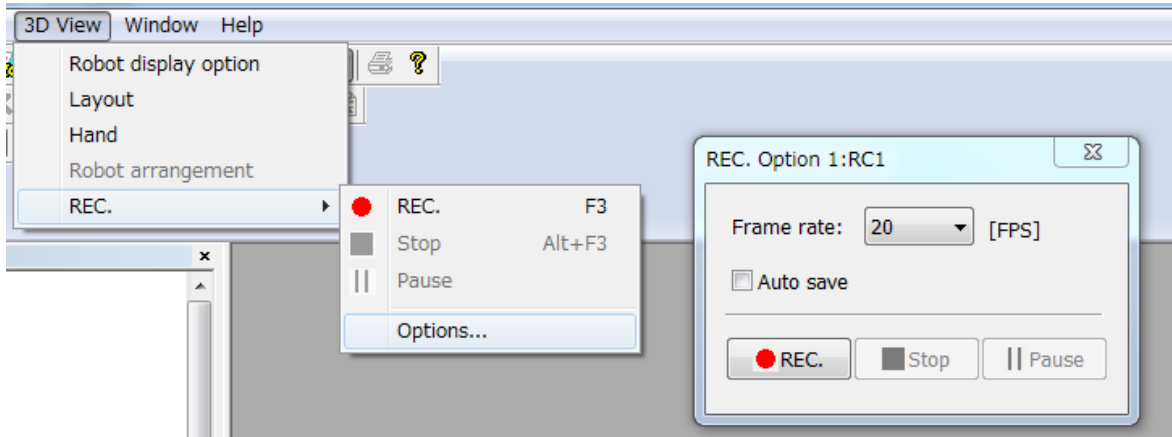 3D View Window Help
Robot display option
Layout
Hand
Robot arrangement
REC.
REC. F3
Stop Alt+F3
Pause
Options...
REC. Option 1:RC1
Frame rate: 20 [FPS]
Auto save
REC. Stop Pause